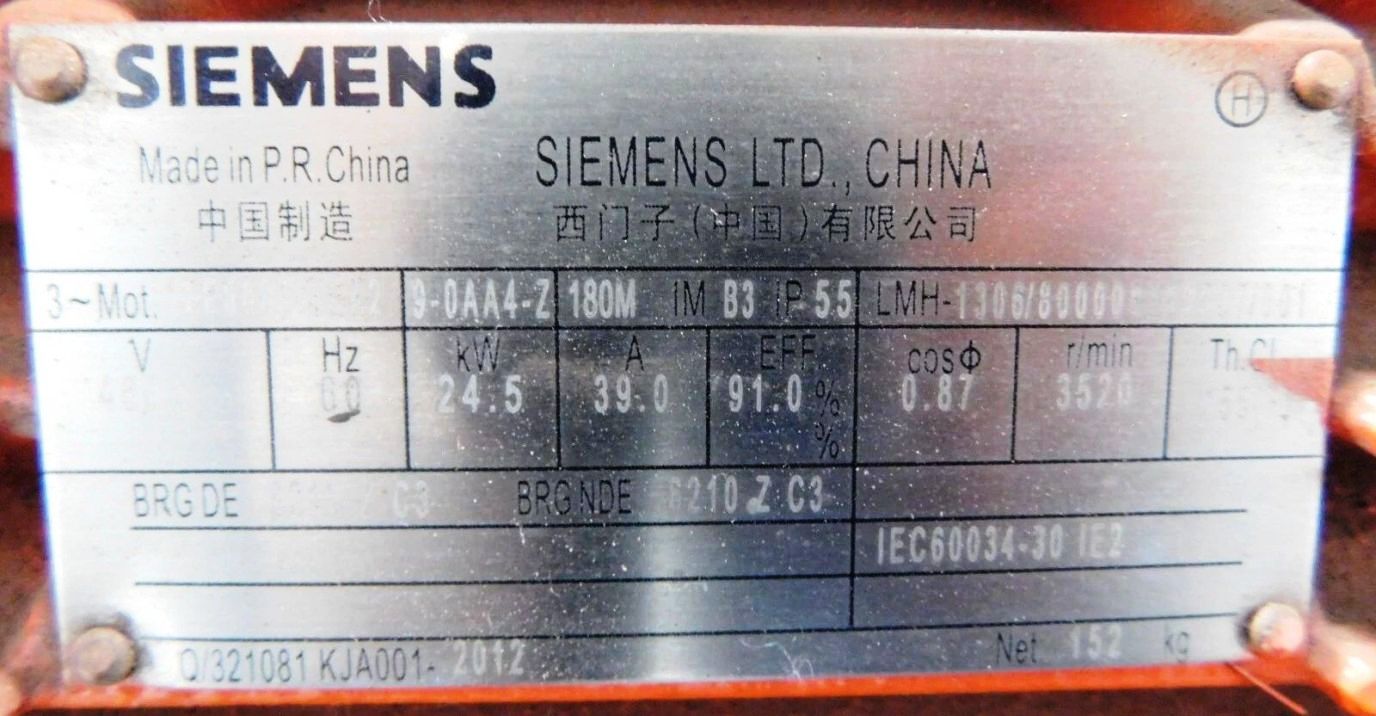 SIEMENS
H
Made in P.R.China
SIEMENS LTD., CHINA
中国制造
西门子(中国)有限公司
3~Mot. 9-0AA4-Z 180M IM B3 IP 55 LMH-
V Hz kW A EFF cosΦ r/min
60 24.5 39.0 91.0 % 0.87 3520
%
BRG DE C3 BRG NDE 6210 Z C3
IEC60034-30 IE2
Q/321081 KJA001-2012 Net 152 kg